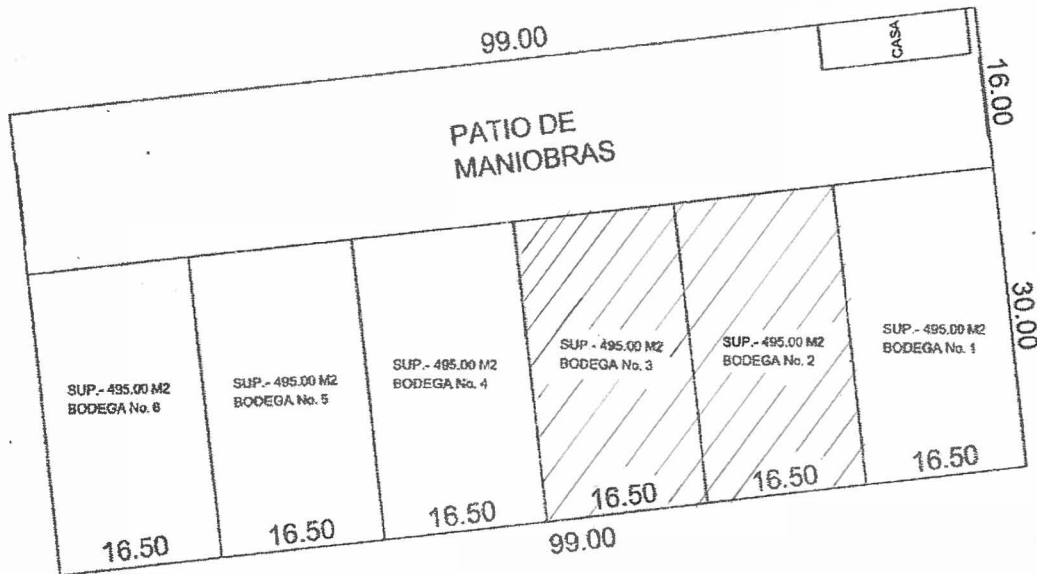 99.00
CASA
16.00
PATIO DE
MANIOBRAS
30.00
SUP.- 495.00 M2
BODEGA No. 6
SUP.- 495.00 M2
BODEGA No. 5
SUP.- 495.00 M2
BODEGA No. 4
SUP - 495.00 M2
BODEGA No. 3
SUP.- 495.00 M2
BODEGA No. 2
SUP.- 495.00 M2
BODEGA No. 1
16.50
16.50
16.50
16.50
16.50
16.50
99.00